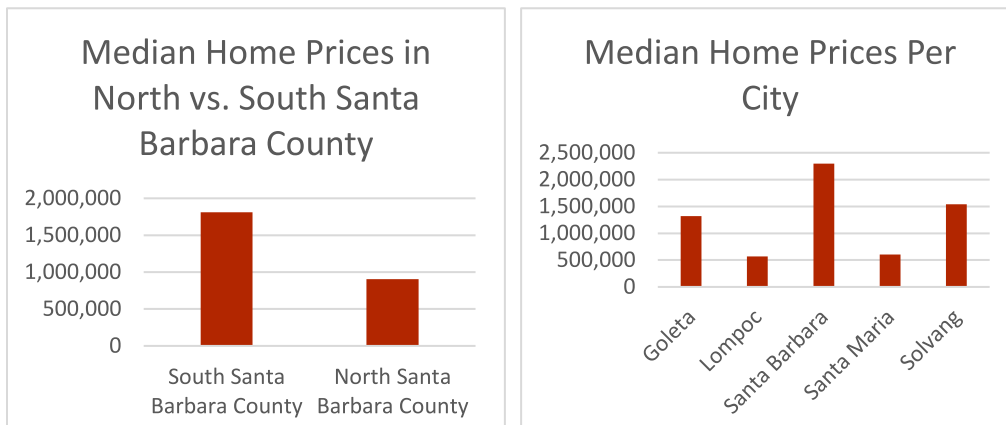 Median Home Prices in
North vs. South Santa
Barbara County
2,000,000
1,500,000
1,000,000
500,000
0
South Santa
Barbara County
North Santa
Barbara County
Median Home Prices Per
City
2,500,000
2,000,000
1,500,000
1,000,000
500,000
0
Goleta
Lompoc
Santa Barbara
Santa Maria
Solvang